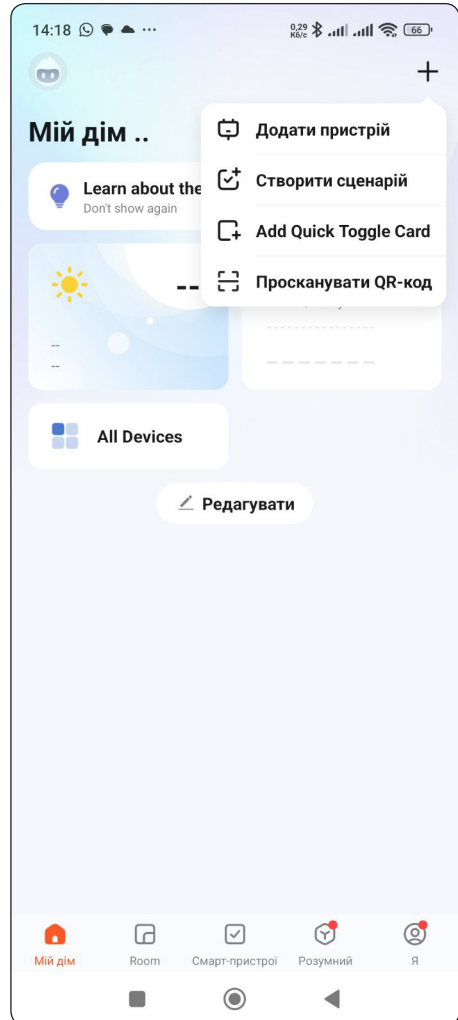 14:18
0,29
Кб/с
66
Мій дім ..
Додати пристрій
Створити сценарій
Add Quick Toggle Card
Просканувати QR-код
Learn about the
Don't show again
--
--
--
All Devices
Редагувати
Мій дім
Room
Смарт-пристрої
Розумний
Я